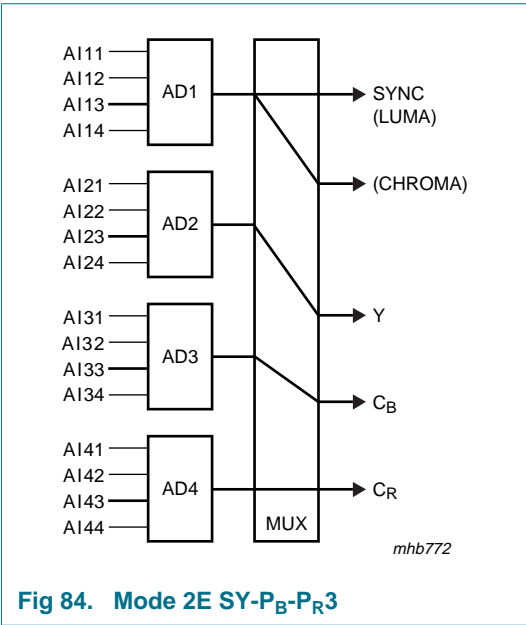 AI11
AI12
AI13
AI14
AD1
SYNC
(LUMA)
(CHROMA)
AI21
AI22
AI23
AI24
AD2
Y
AI31
AI32
AI33
AI34
AD3
CB
AI41
AI42
AI43
AI44
AD4
CR
MUX
mhb772
Fig 84. Mode 2E SY-PB-PR3